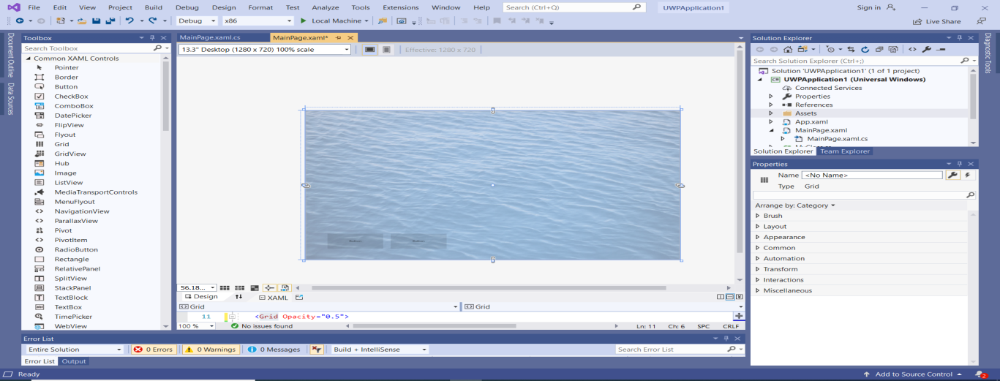 File Edit View Project Build Debug Design Format Test Analyze Tools Extensions Window Help Search (Ctrl+Q) UWPApplication1 Sign in
Debug x86 Local Machine Live Share
Document Outline
Data Sources
Toolbox
Search Toolbox
Common XAML Controls
Pointer
Border
Button
CheckBox
ComboBox
DatePicker
FlipView
Flyout
Grid
GridView
Hub
Image
ListView
MediaTransportControls
MenuFlyout
NavigationView
ParallaxView
Pivot
PivotItem
RadioButton
Rectangle
RelativePanel
SplitView
StackPanel
TextBlock
TextBox
TimePicker
WebView
MainPage.xaml.cs MainPage.xaml*
13.3" Desktop (1280 x 720) 100% scale Effective: 1280 x 720
Button Button
56.18...
Design XAML
Grid Grid
11 <Grid Opacity="0.5">
100 % No issues found Ln: 11 Ch: 6 SPC CRLF
Solution Explorer
Search Solution Explorer (Ctrl+;)
Solution 'UWPApplication1' (1 of 1 project)
UWPApplication1 (Universal Windows)
Connected Services
Properties
References
Assets
App.xaml
MainPage.xaml
MainPage.xaml.cs
Solution Explorer Team Explorer
Properties
Name <No Name>
Type Grid
Arrange by: Category
Brush
Layout
Appearance
Common
Automation
Transform
Interactions
Miscellaneous
Diagnostic Tools
Error List
Entire Solution 0 Errors 0 Warnings 0 Messages Build + IntelliSense Search Error List
Error List Output
Ready Add to Source Control 2